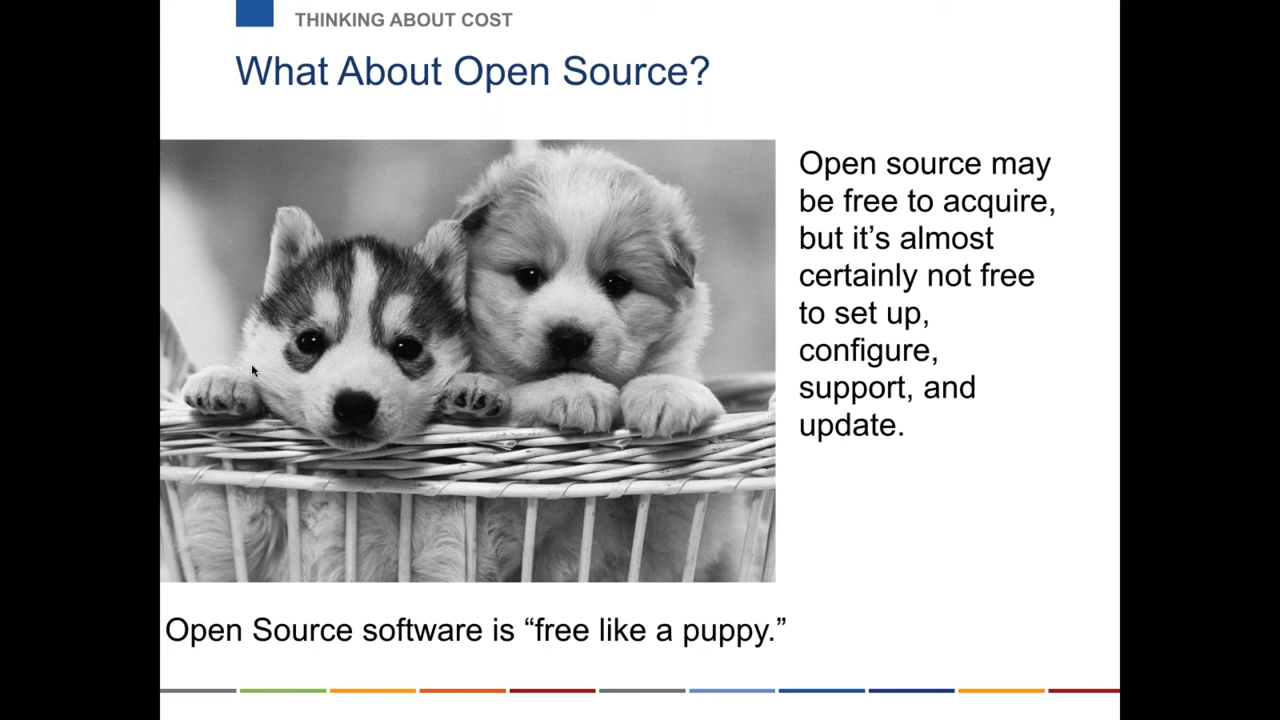 THINKING ABOUT COST
What About Open Source?
Open source may
be free to acquire,
but it’s almost
certainly not free
to set up,
configure,
support, and
update.
Open Source software is “free like a puppy.”